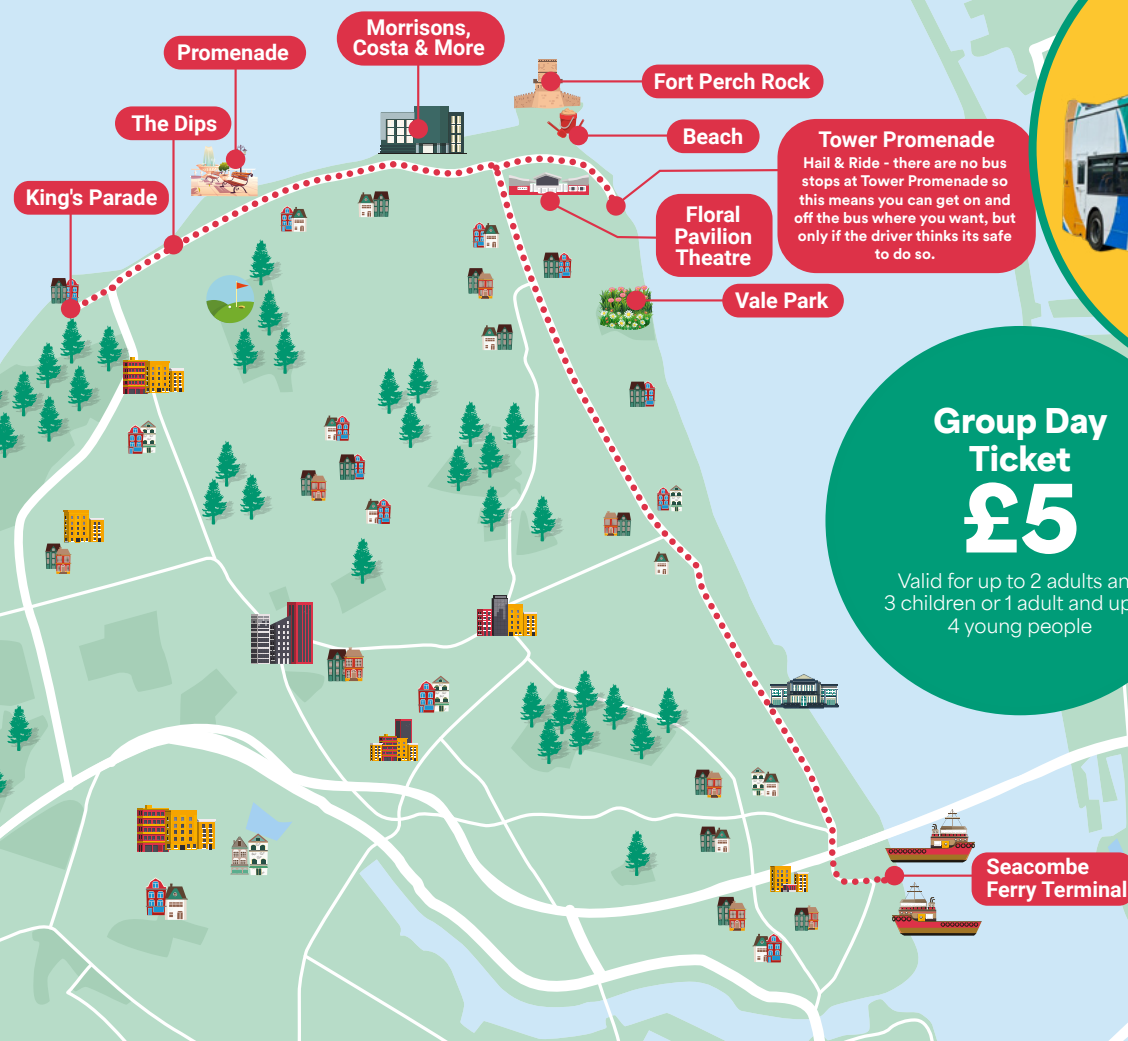 Morrisons,
Costa & More
Promenade
Fort Perch Rock
The Dips
Beach
Tower Promenade
Hail & Ride - there are no bus
stops at Tower Promenade so
this means you can get on and
off the bus where you want, but
only if the driver thinks its safe
to do so.
King's Parade
Floral
Pavilion
Theatre
Vale Park
Group Day
Ticket
£5
Valid for up to 2 adults an
3 children or 1 adult and up
4 young people
Seacombe
Ferry Terminal